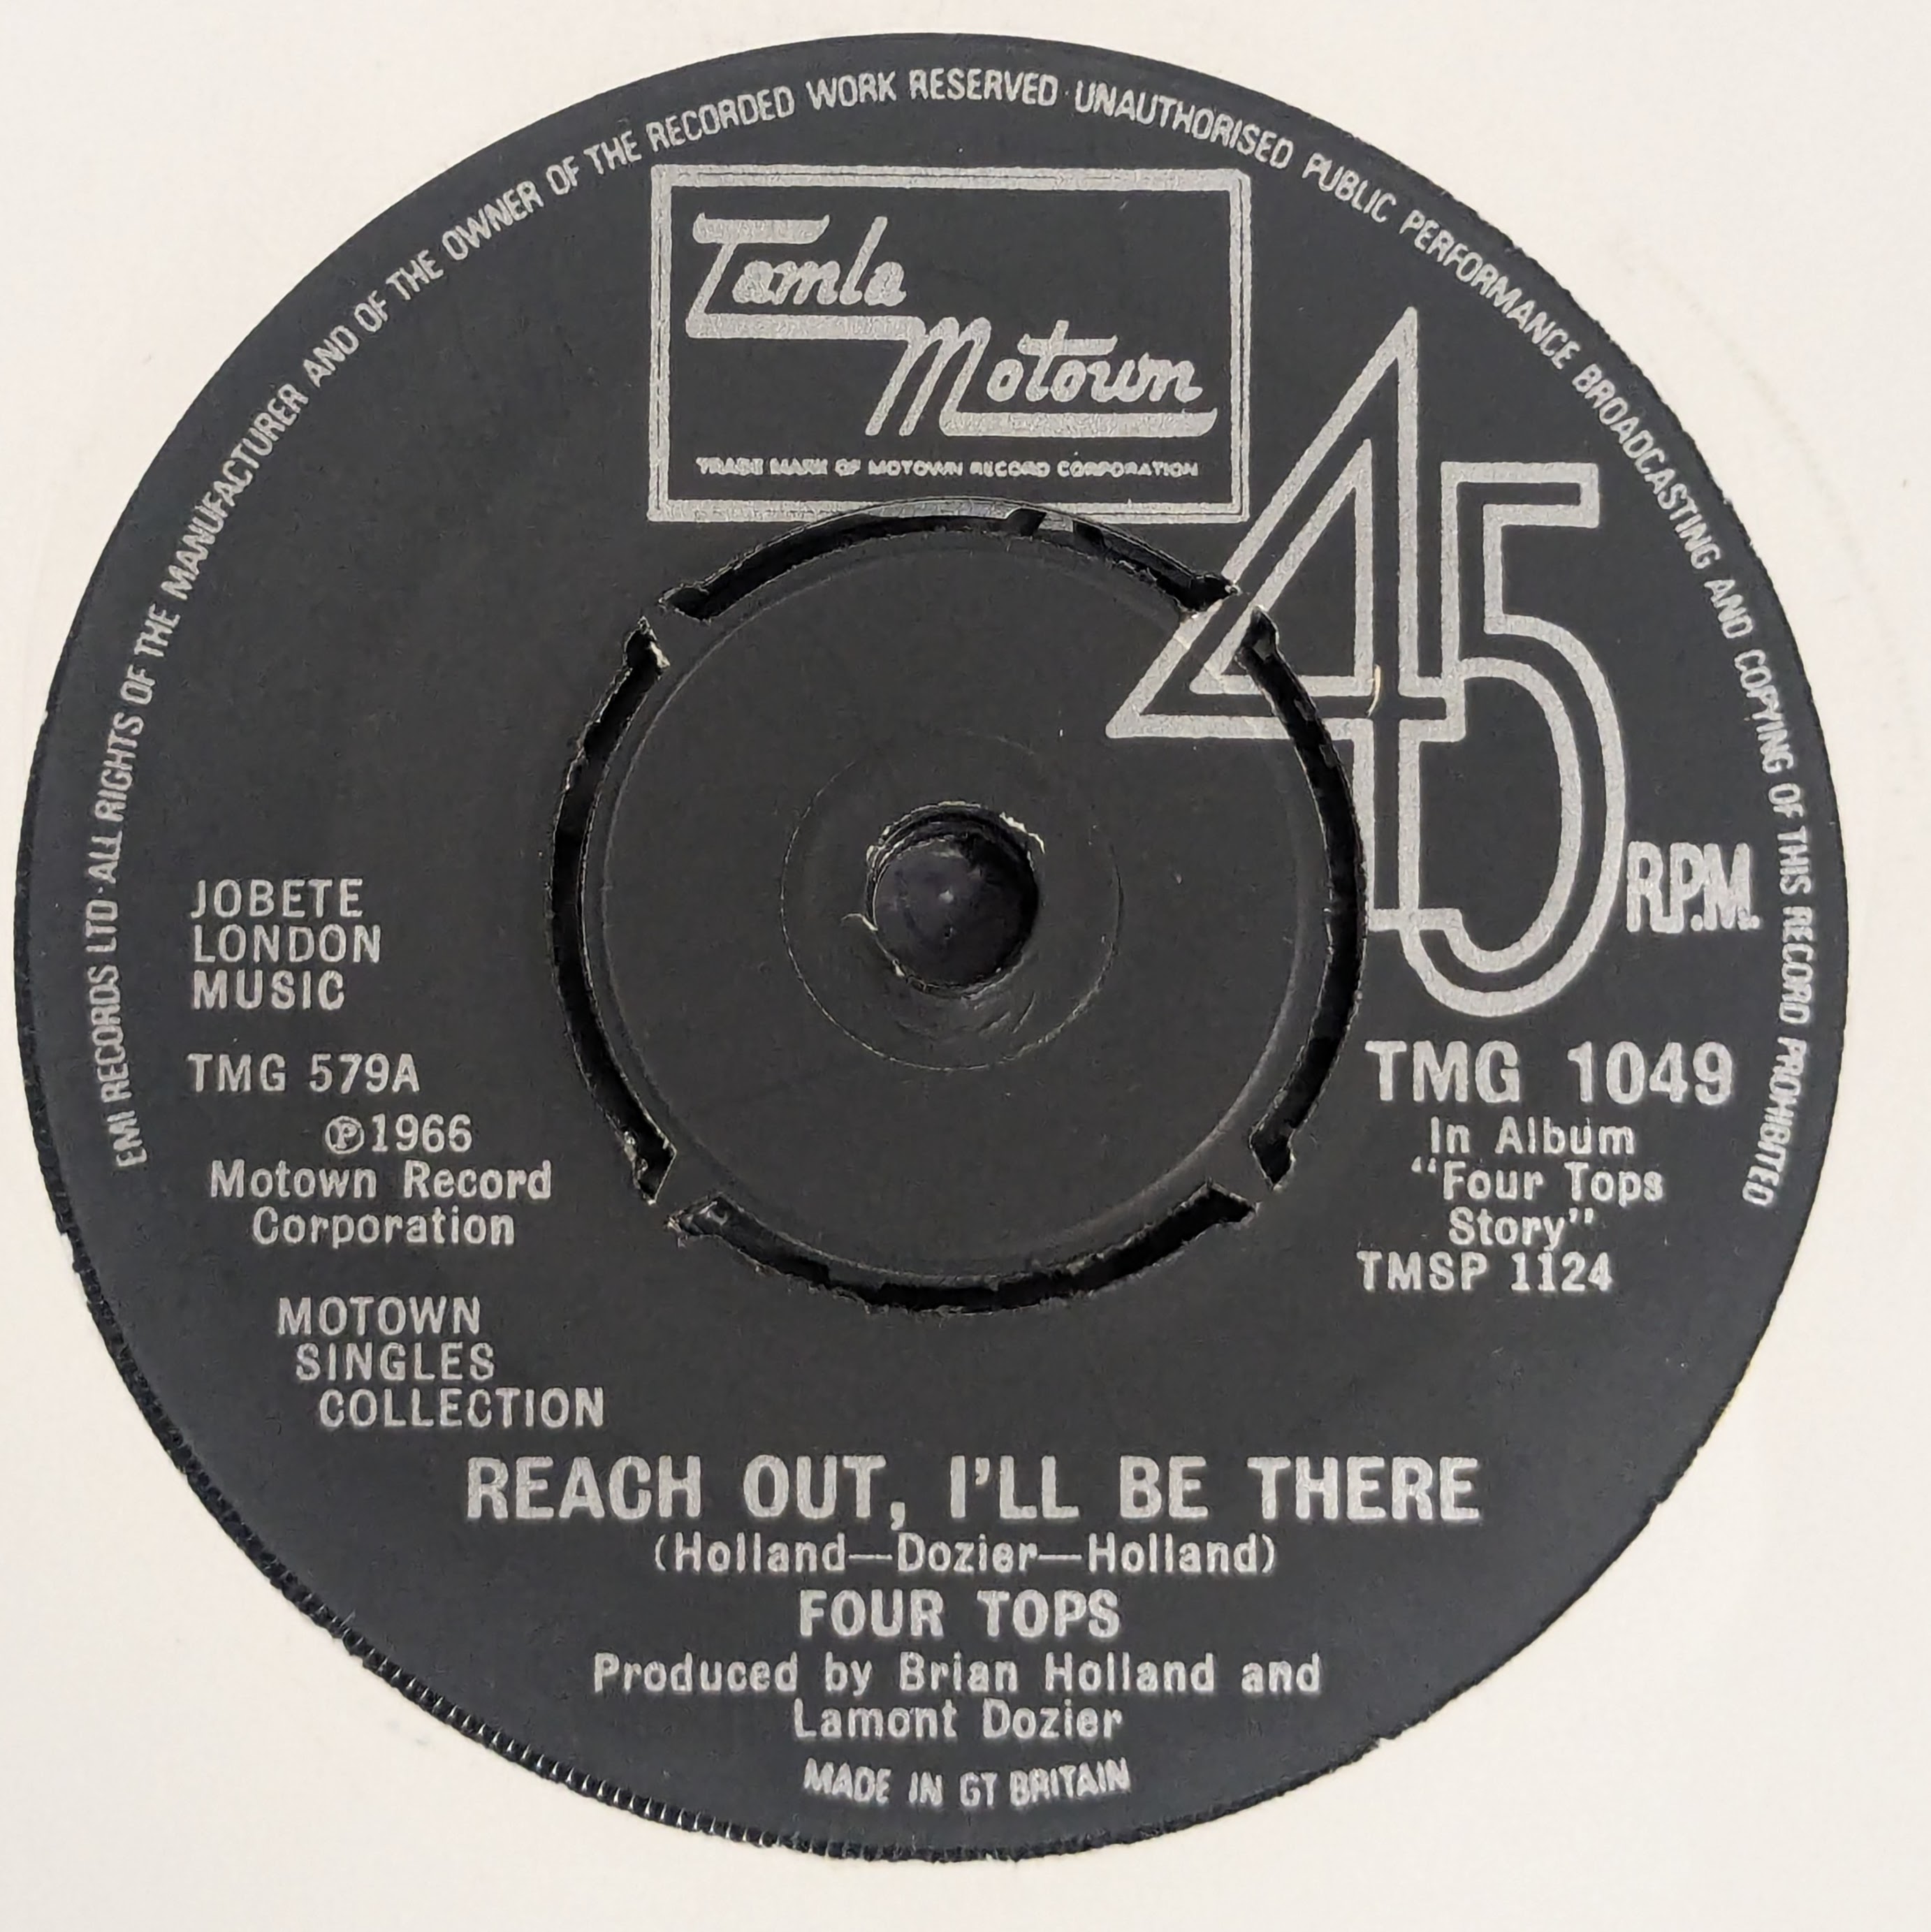 EMI RECORDS LTD · ALL RIGHTS OF THE MANUFACTURER AND OF THE OWNER OF THE RECORDED WORK RESERVED · UNAUTHORISED PUBLIC PERFORMANCE BROADCASTING AND COPYING OF THIS RECORD PROHIBITED
Tamla
Motown
TRADE MARK OF MOTOWN RECORD CORPORATION
45
R.P.M.
JOBETE
LONDON
MUSIC
TMG 579A
℗1966
Motown Record
Corporation
MOTOWN
SINGLES
COLLECTION
TMG 1049
In Album
"Four Tops
Story"
TMSP 1124
REACH OUT, I'LL BE THERE
(Holland—Dozier—Holland)
FOUR TOPS
Produced by Brian Holland and
Lamont Dozier
MADE IN GT BRITAIN